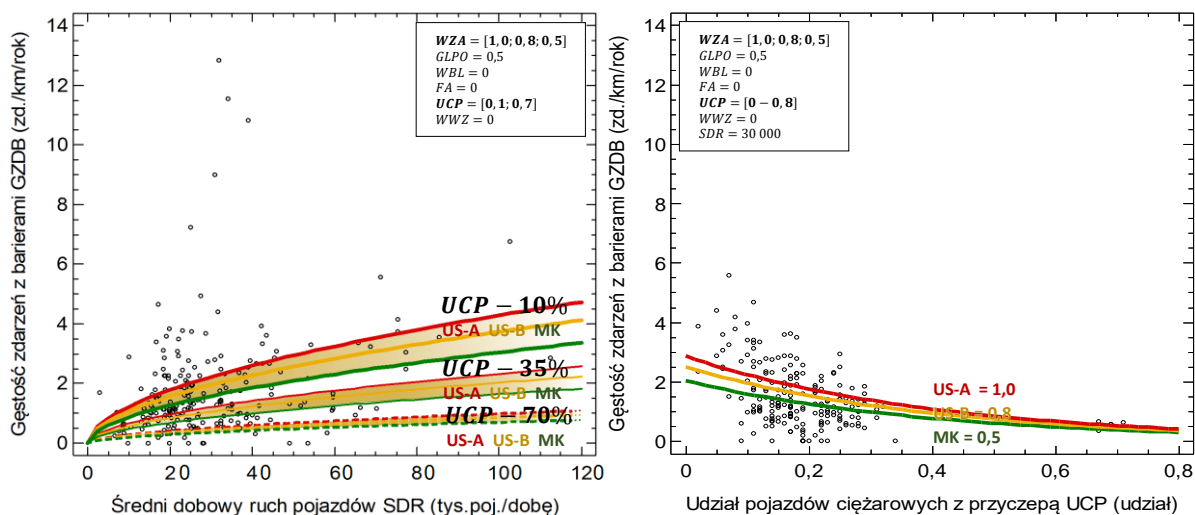 Gęstość zdarzeń z barierami GZDB (zd./km/rok)
14
12
10
8
6
4
2
0
WZA = [1,0;0,8;0,5]
GLPO = 0,5
WBL = 0
FA = 0
UCP = [0,1;0,7]
WWZ = 0
UCP − 10%
US-A US-B MK
UCP − 35%
US-A US-B MK
UCP − 70%
US-A US-B MK
0 20 40 60 80 100 120
Średni dobowy ruch pojazdów SDR (tys.poj./dobę)
Gęstość zdarzeń z barierami GZDB (zd./km/rok)
14
12
10
8
6
4
2
0
WZA = [1,0;0,8;0,5]
GLPO = 0,5
WBL = 0
FA = 0
UCP = [0 − 0,8]
WWZ = 0
SDR = 30 000
US-A = 1,0
US-B = 0,8
MK = 0,5
0 0,2 0,4 0,6 0,8
Udział pojazdów ciężarowych z przyczepą UCP (udział)